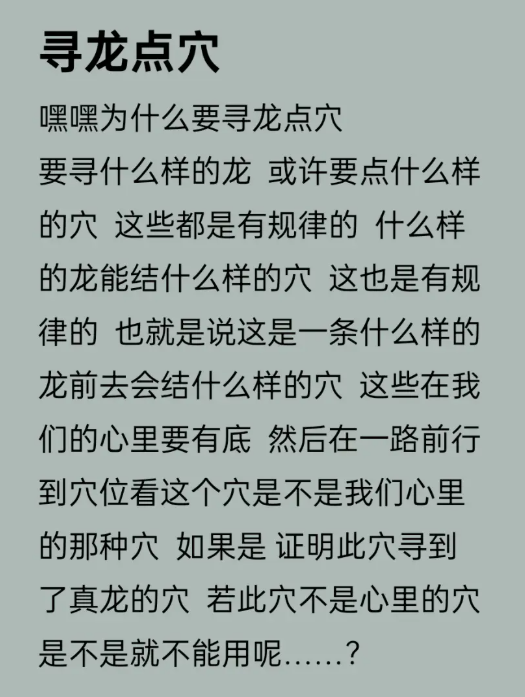 寻龙点穴
嘿嘿为什么要寻龙点穴
要寻什么样的龙 或许要点什么样
的穴 这些都是有规律的 什么样
的龙能结什么样的穴 这也是有规
律的 也就是说这是一条什么样的
龙前去会结什么样的穴 这些在我
们的心里要有底 然后在一路前行
到穴位看这个穴是不是我们心里
的那种穴 如果是 证明此穴寻到
了真龙的穴 若此穴不是心里的穴
是不是就不能用呢……？